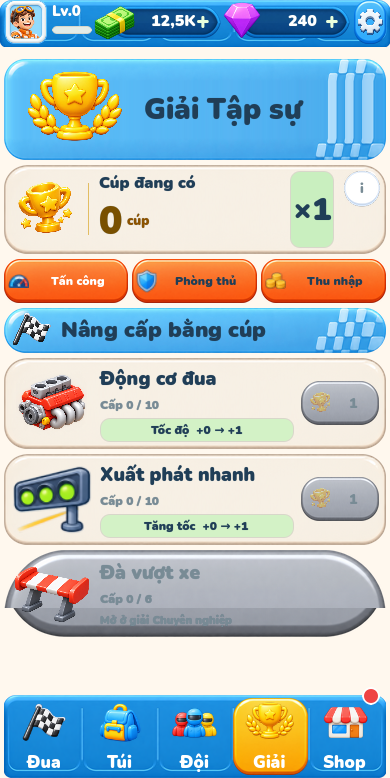 Lv.0
12,5K+
240 +
Giải Tập sự
Cúp đang có
0 cúp
×1
i
Tấn công
Phòng thủ
Thu nhập
Nâng cấp bằng cúp
Động cơ đua
Cấp 0 / 10
1
Tốc độ +0 → +1
Xuất phát nhanh
Cấp 0 / 10
1
Tăng tốc +0 → +1
Đà vượt xe
Cấp 0 / 6
Mở ở giải Chuyên nghiệp
Đua
Túi
Đội
Giải
Shop